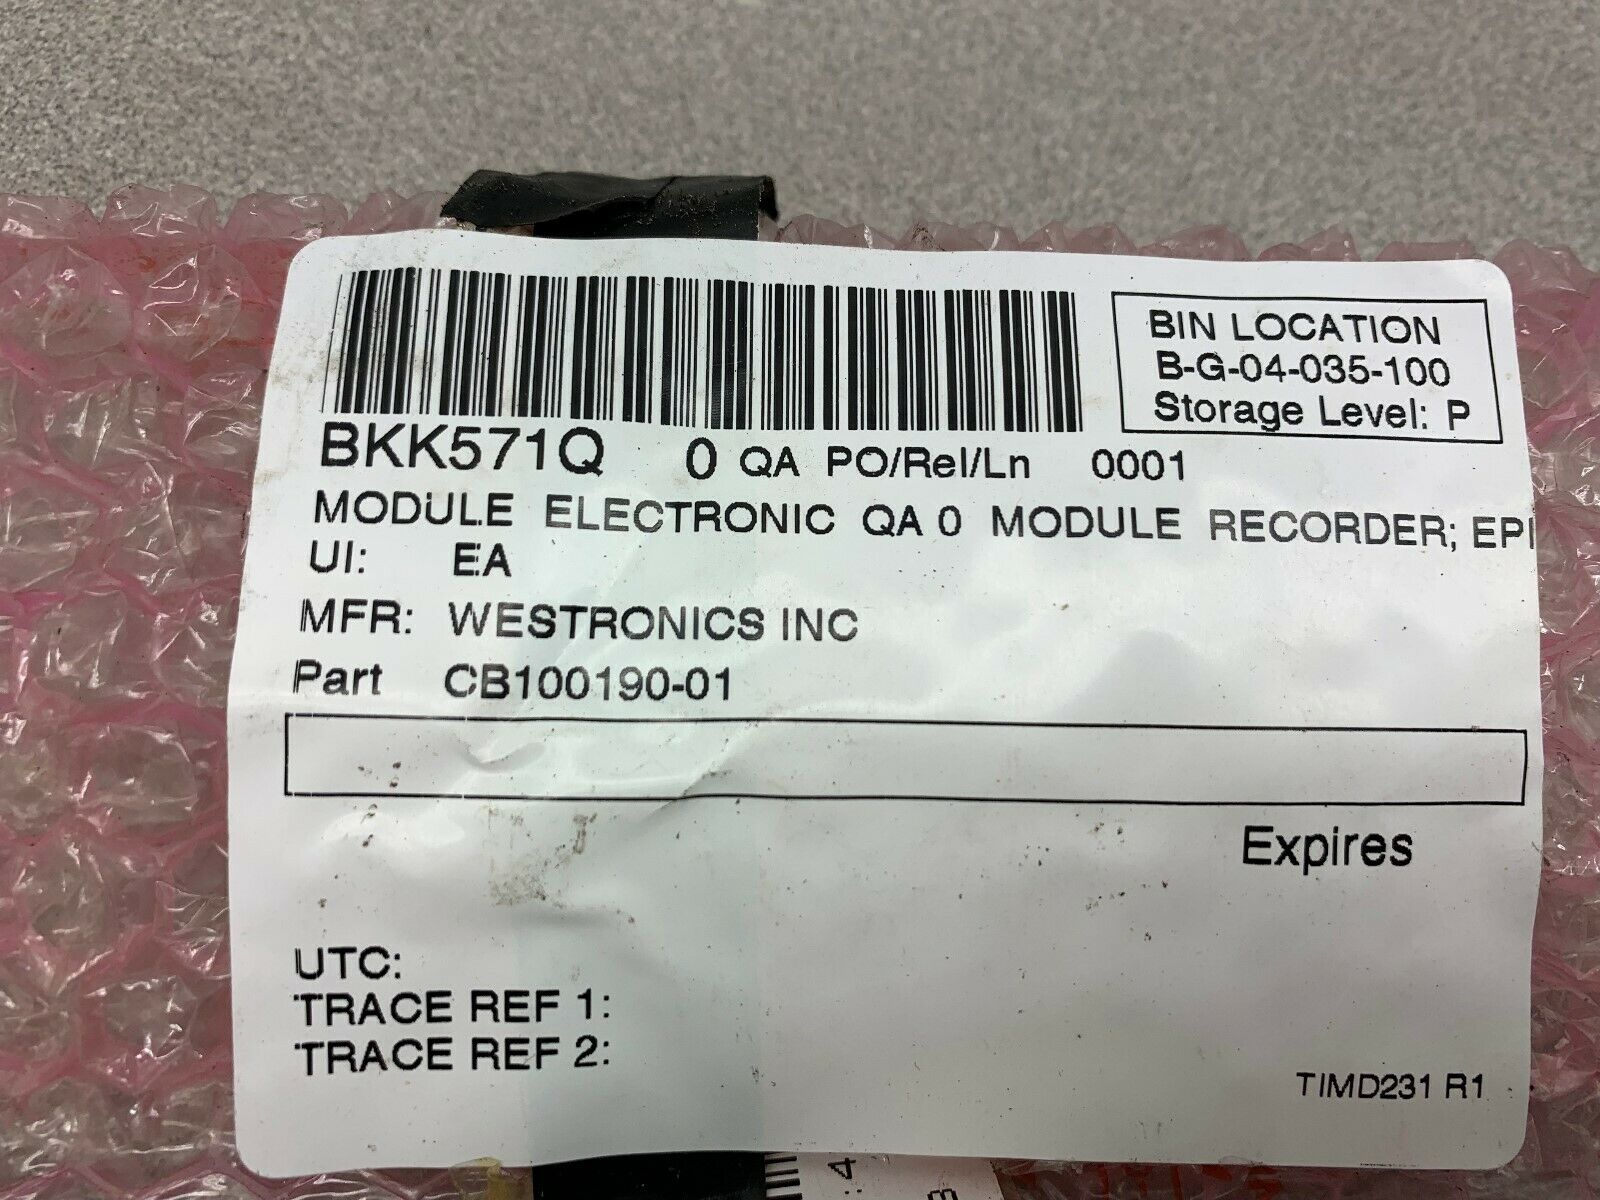 BIN LOCATION
B-G-04-035-100
Storage Level: P
BKK571Q 0 QA PO/Rel/Ln 0001
MODULE ELECTRONIC QA 0 MODULE RECORDER; EPI
UI: EA
MFR: WESTRONICS INC
Part CB100190-01
Expires
UTC:
TRACE REF 1:
TRACE REF 2:
TIMD231 R1